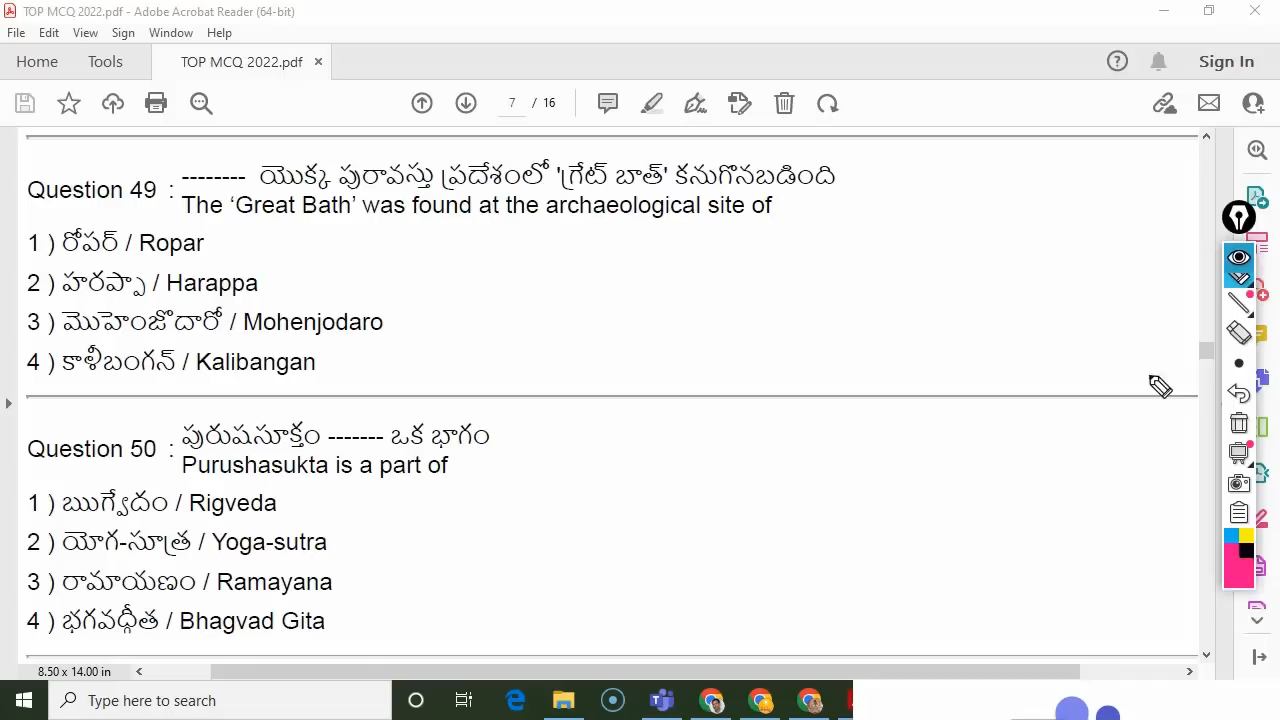 TOP MCQ 2022.pdf - Adobe Acrobat Reader (64-bit)
File Edit View Sign Window Help
Home Tools TOP MCQ 2022.pdf × Sign In
7 / 16
-------- యొక్క పురావస్తు ప్రదేశంలో 'గ్రేట్ బాత్' కనుగొనబడింది
Question 49 : The ‘Great Bath’ was found at the archaeological site of
1 ) రోపర్ / Ropar
2 ) హరప్పా / Harappa
3 ) మొహెంజొదారో / Mohenjodaro
4 ) కాళీబంగన్ / Kalibangan
పురుషసూక్తం ------- ఒక భాగం
Question 50 : Purushasukta is a part of
1 ) ఋగ్వేదం / Rigveda
2 ) యోగ-సూత్ర / Yoga-sutra
3 ) రామాయణం / Ramayana
4 ) భగవద్గీత / Bhagvad Gita
8.50 x 14.00 in
Type here to search